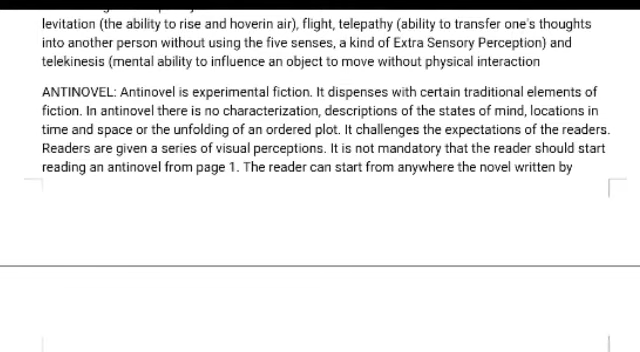 levitation (the ability to rise and hoverin air), flight, telepathy (ability to transfer one's thoughts
into another person without using the five senses, a kind of Extra Sensory Perception) and
telekinesis (mental ability to influence an object to move without physical interaction
ANTINOVEL: Antinovel is experimental fiction. It dispenses with certain traditional elements of
fiction. In antinovel there is no characterization, descriptions of the states of mind, locations in
time and space or the unfolding of an ordered plot. It challenges the expectations of the readers.
Readers are given a series of visual perceptions. It is not mandatory that the reader should start
reading an antinovel from page 1. The reader can start from anywhere the novel written by